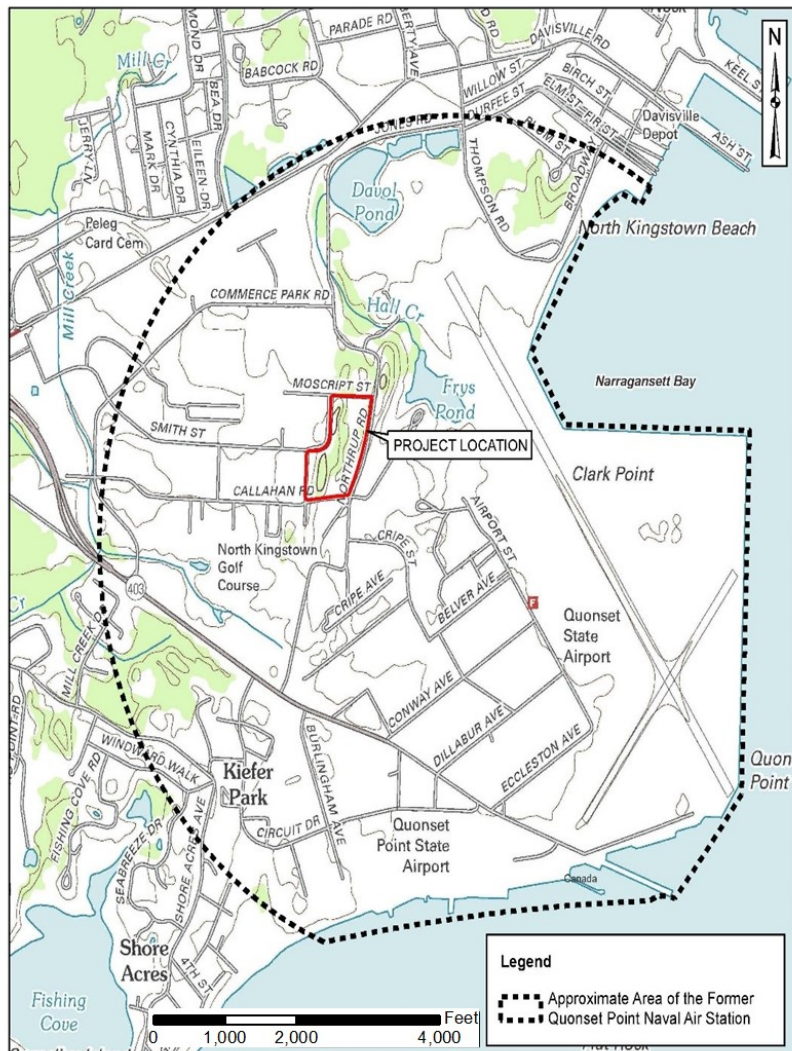 PARADE RD
DAVISVILLE RD
N
Mill Cr
BABCOCK RD
BEA DR
WILLOW ST
BIRCH ST
KEEL ST
DURFEE ST
ELM ST
FIR ST
Davisville
Depot
ASH ST
JERRY LN
MARK DR
CYNTHIA DR
EILEEN DR
JONES RD
PLUM ST
BROADWAY
THOMPSON RD
Davol
Pond
Peleg
Card Cem
North Kingstown Beach
Mill Creek
COMMERCE PARK RD
Hall Cr
MOSCRIPT ST
Frys
Pond
Narragansett Bay
SMITH ST
NORTHRUP RD
PROJECT LOCATION
Clark Point
CALLAHAN RD
AIRPORT ST
North Kingstown
Golf
Course
CRIPE ST
CRIPE AVE
BELVER AVE
403
F
Quonset
State
Airport
MILL CREEK DR
CONWAY AVE
DILLABUR AVE
ECCLESTON AVE
WINDWARD WALK
Kiefer
Park
BURLINGHAM AVE
Quon
Point
FISHING COVE RD
CIRCUIT DR
Quonset
Point State
Airport
SEABREEZE DR
SHORE ACRES AVE
Canada
Shore
Acres
4TH ST
Fishing
Cove
Legend
Approximate Area of the Former
Quonset Point Naval Air Station
Feet
0 1,000 2,000 4,000